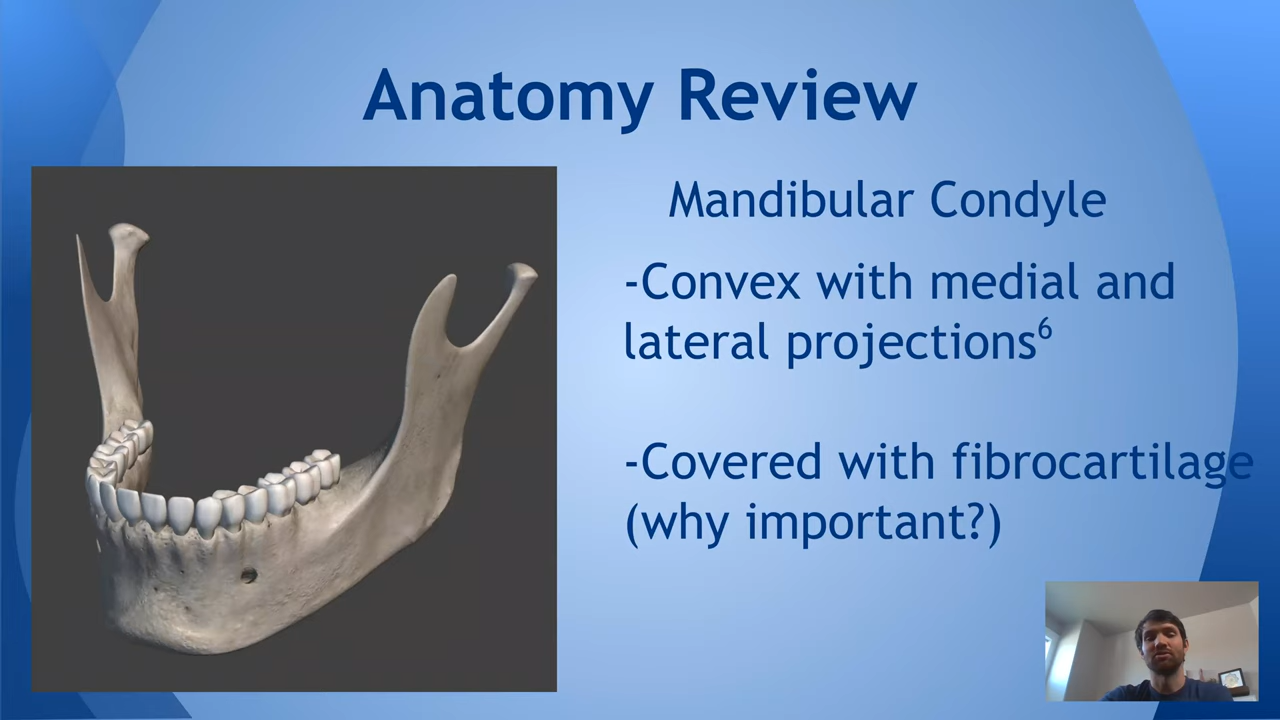 Anatomy Review
Mandibular Condyle
-Convex with medial and
lateral projections⁶
-Covered with fibrocartilage
(why important?)